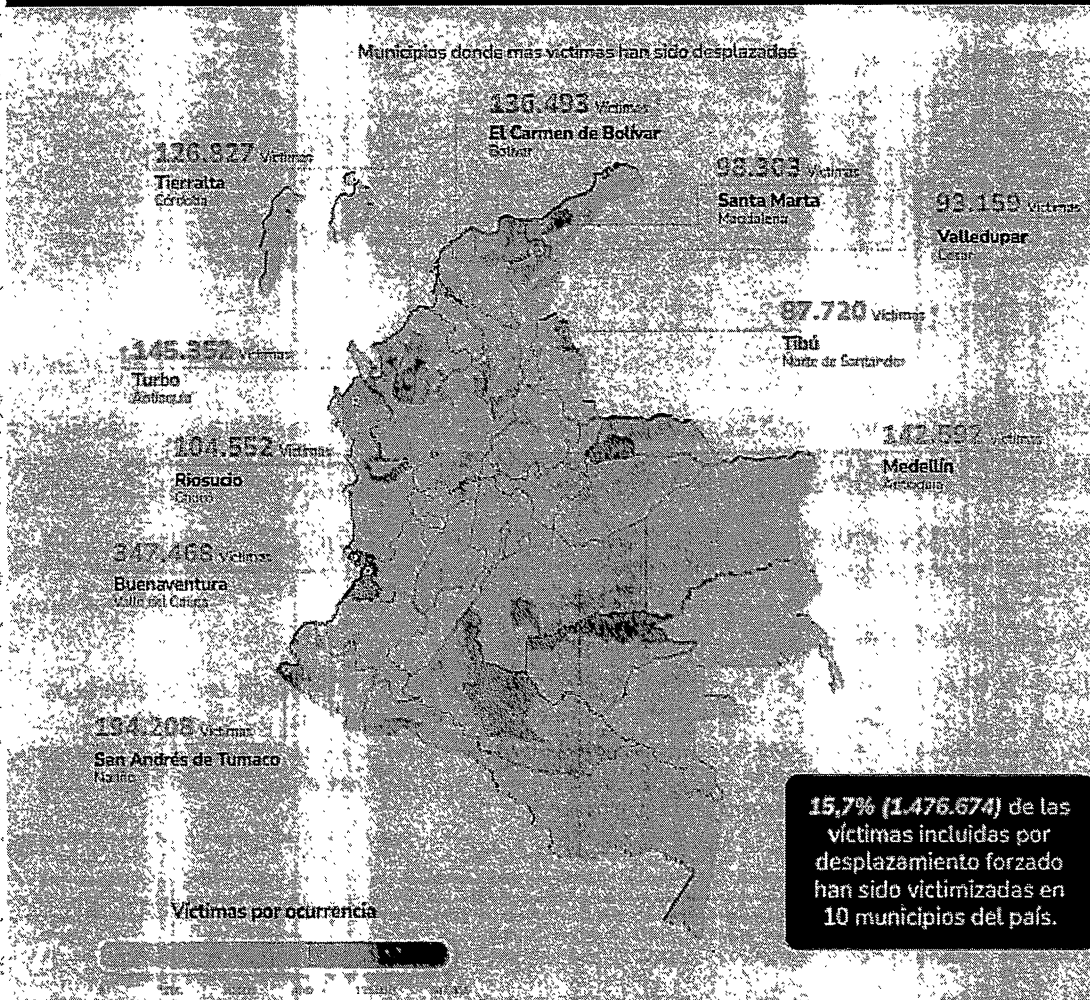 Municipios donde más víctimas han sido desplazadas
136.493 Víctimas
El Carmen de Bolívar
Bolívar
126.827 Víctimas
Tierralta
Córdoba
98.303 Víctimas
Santa Marta
Magdalena
93.159 Víctimas
Valledupar
Cesar
87.720 Víctimas
Tibú
Norte de Santander
145.352 Víctimas
Turbo
Antioquia
142.592 Víctimas
Medellín
Antioquia
104.552 Víctimas
Riosucio
Chocó
347.468 Víctimas
Buenaventura
Valle del Cauca
194.208 Víctimas
San Andrés de Tumaco
Nariño
15,7% (1.476.674) de las
víctimas incluidas por
desplazamiento forzado
han sido victimizadas en
10 municipios del país.
Víctimas por ocurrencia